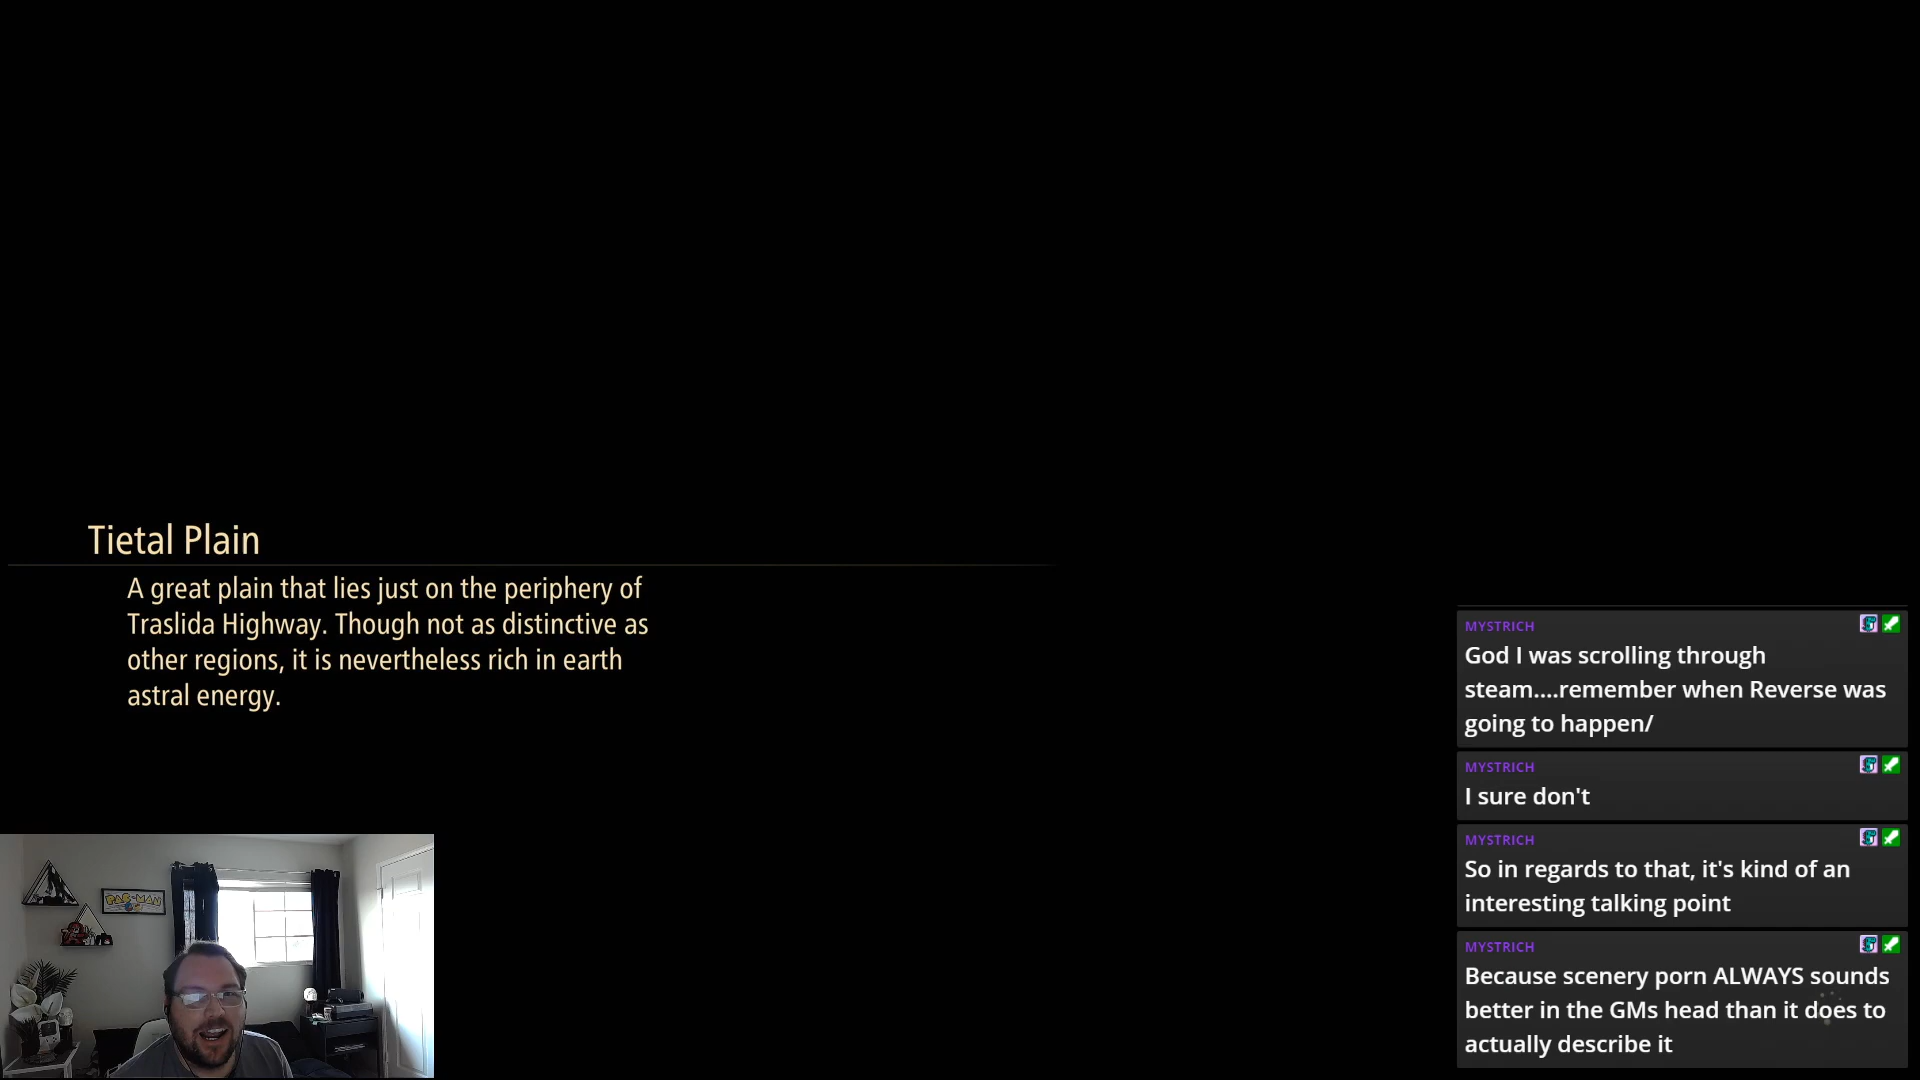 Tietal Plain
A great plain that lies just on the periphery of
Traslida Highway. Though not as distinctive as
other regions, it is nevertheless rich in earth
astral energy.
PAC-MAN
MYSTRICH
God I was scrolling through
steam....remember when Reverse was
going to happen/
MYSTRICH
I sure don't
MYSTRICH
So in regards to that, it's kind of an
interesting talking point
MYSTRICH
Because scenery porn ALWAYS sounds
better in the GMs head than it does to
actually describe it